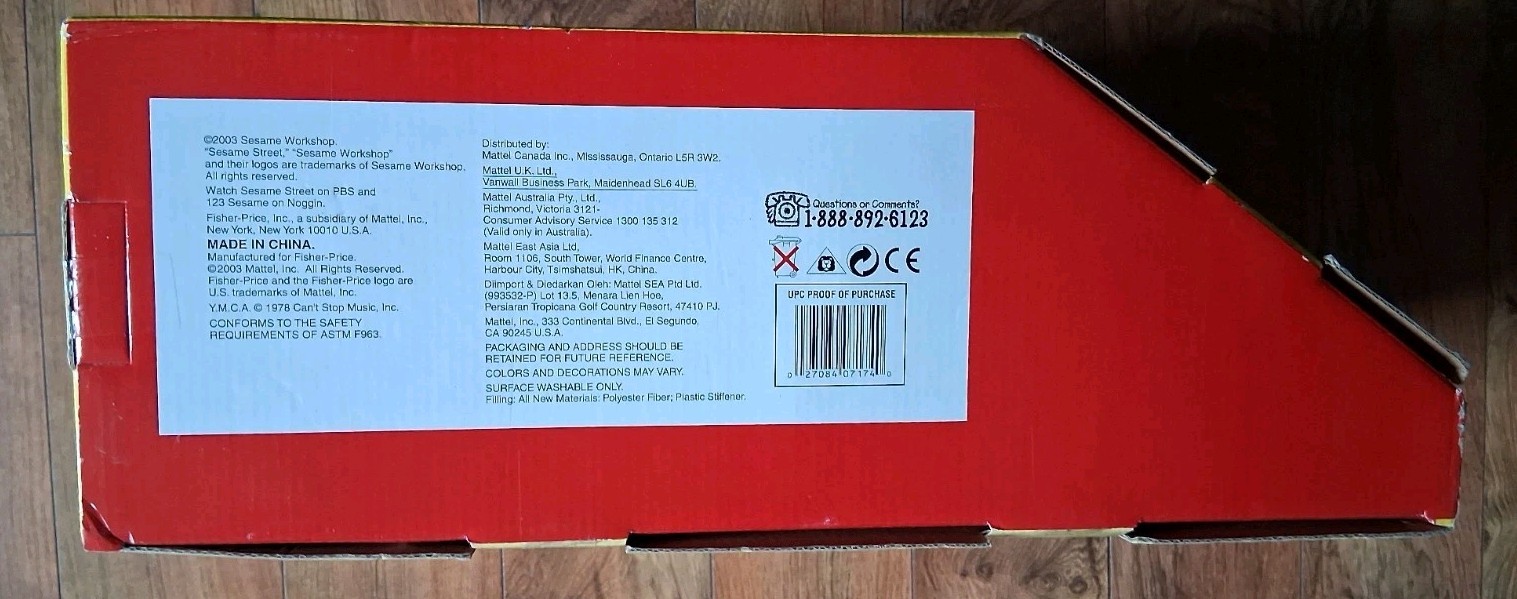 ©2003 Sesame Workshop.
"Sesame Street," "Sesame Workshop"
and their logos are trademarks of Sesame Workshop.
All rights reserved.
Watch Sesame Street on PBS and
123 Sesame on Noggin.
Fisher-Price, Inc., a subsidiary of Mattel, Inc.,
New York, New York 10010 U.S.A.
MADE IN CHINA.
Manufactured for Fisher-Price.
©2003 Mattel, Inc. All Rights Reserved.
Fisher-Price and the Fisher-Price logo are
U.S. trademarks of Mattel, Inc.
Y.M.C.A. © 1978 Can't Stop Music, Inc.
CONFORMS TO THE SAFETY
REQUIREMENTS OF ASTM F963.
Distributed by:
Mattel Canada Inc., Mississauga, Ontario L5R 3W2.
Mattel U.K. Ltd.,
Vanwall Business Park, Maidenhead SL6 4UB.
Mattel Australia Pty., Ltd.,
Richmond, Victoria 3121-
Consumer Advisory Service 1300 135 312
(Valid only in Australia).
Mattel East Asia Ltd,
Room 1106, South Tower, World Finance Centre,
Harbour City, Tsimshatsui, HK, China.
Diimport & Diedarkan Oleh: Mattel SEA Ptd Ltd.
(993532-P) Lot 13.5, Menara Lien Hoe,
Persiaran Tropicana Golf Country Resort, 47410 PJ.
Mattel, Inc., 333 Continental Blvd., El Segundo,
CA 90245 U.S.A.
PACKAGING AND ADDRESS SHOULD BE
RETAINED FOR FUTURE REFERENCE.
COLORS AND DECORATIONS MAY VARY.
SURFACE WASHABLE ONLY.
Filling: All New Materials: Polyester Fiber; Plastic Stiffener.
Questions or Comments?
1·888·892·6123
CE
UPC PROOF OF PURCHASE
0 27084 07174 0